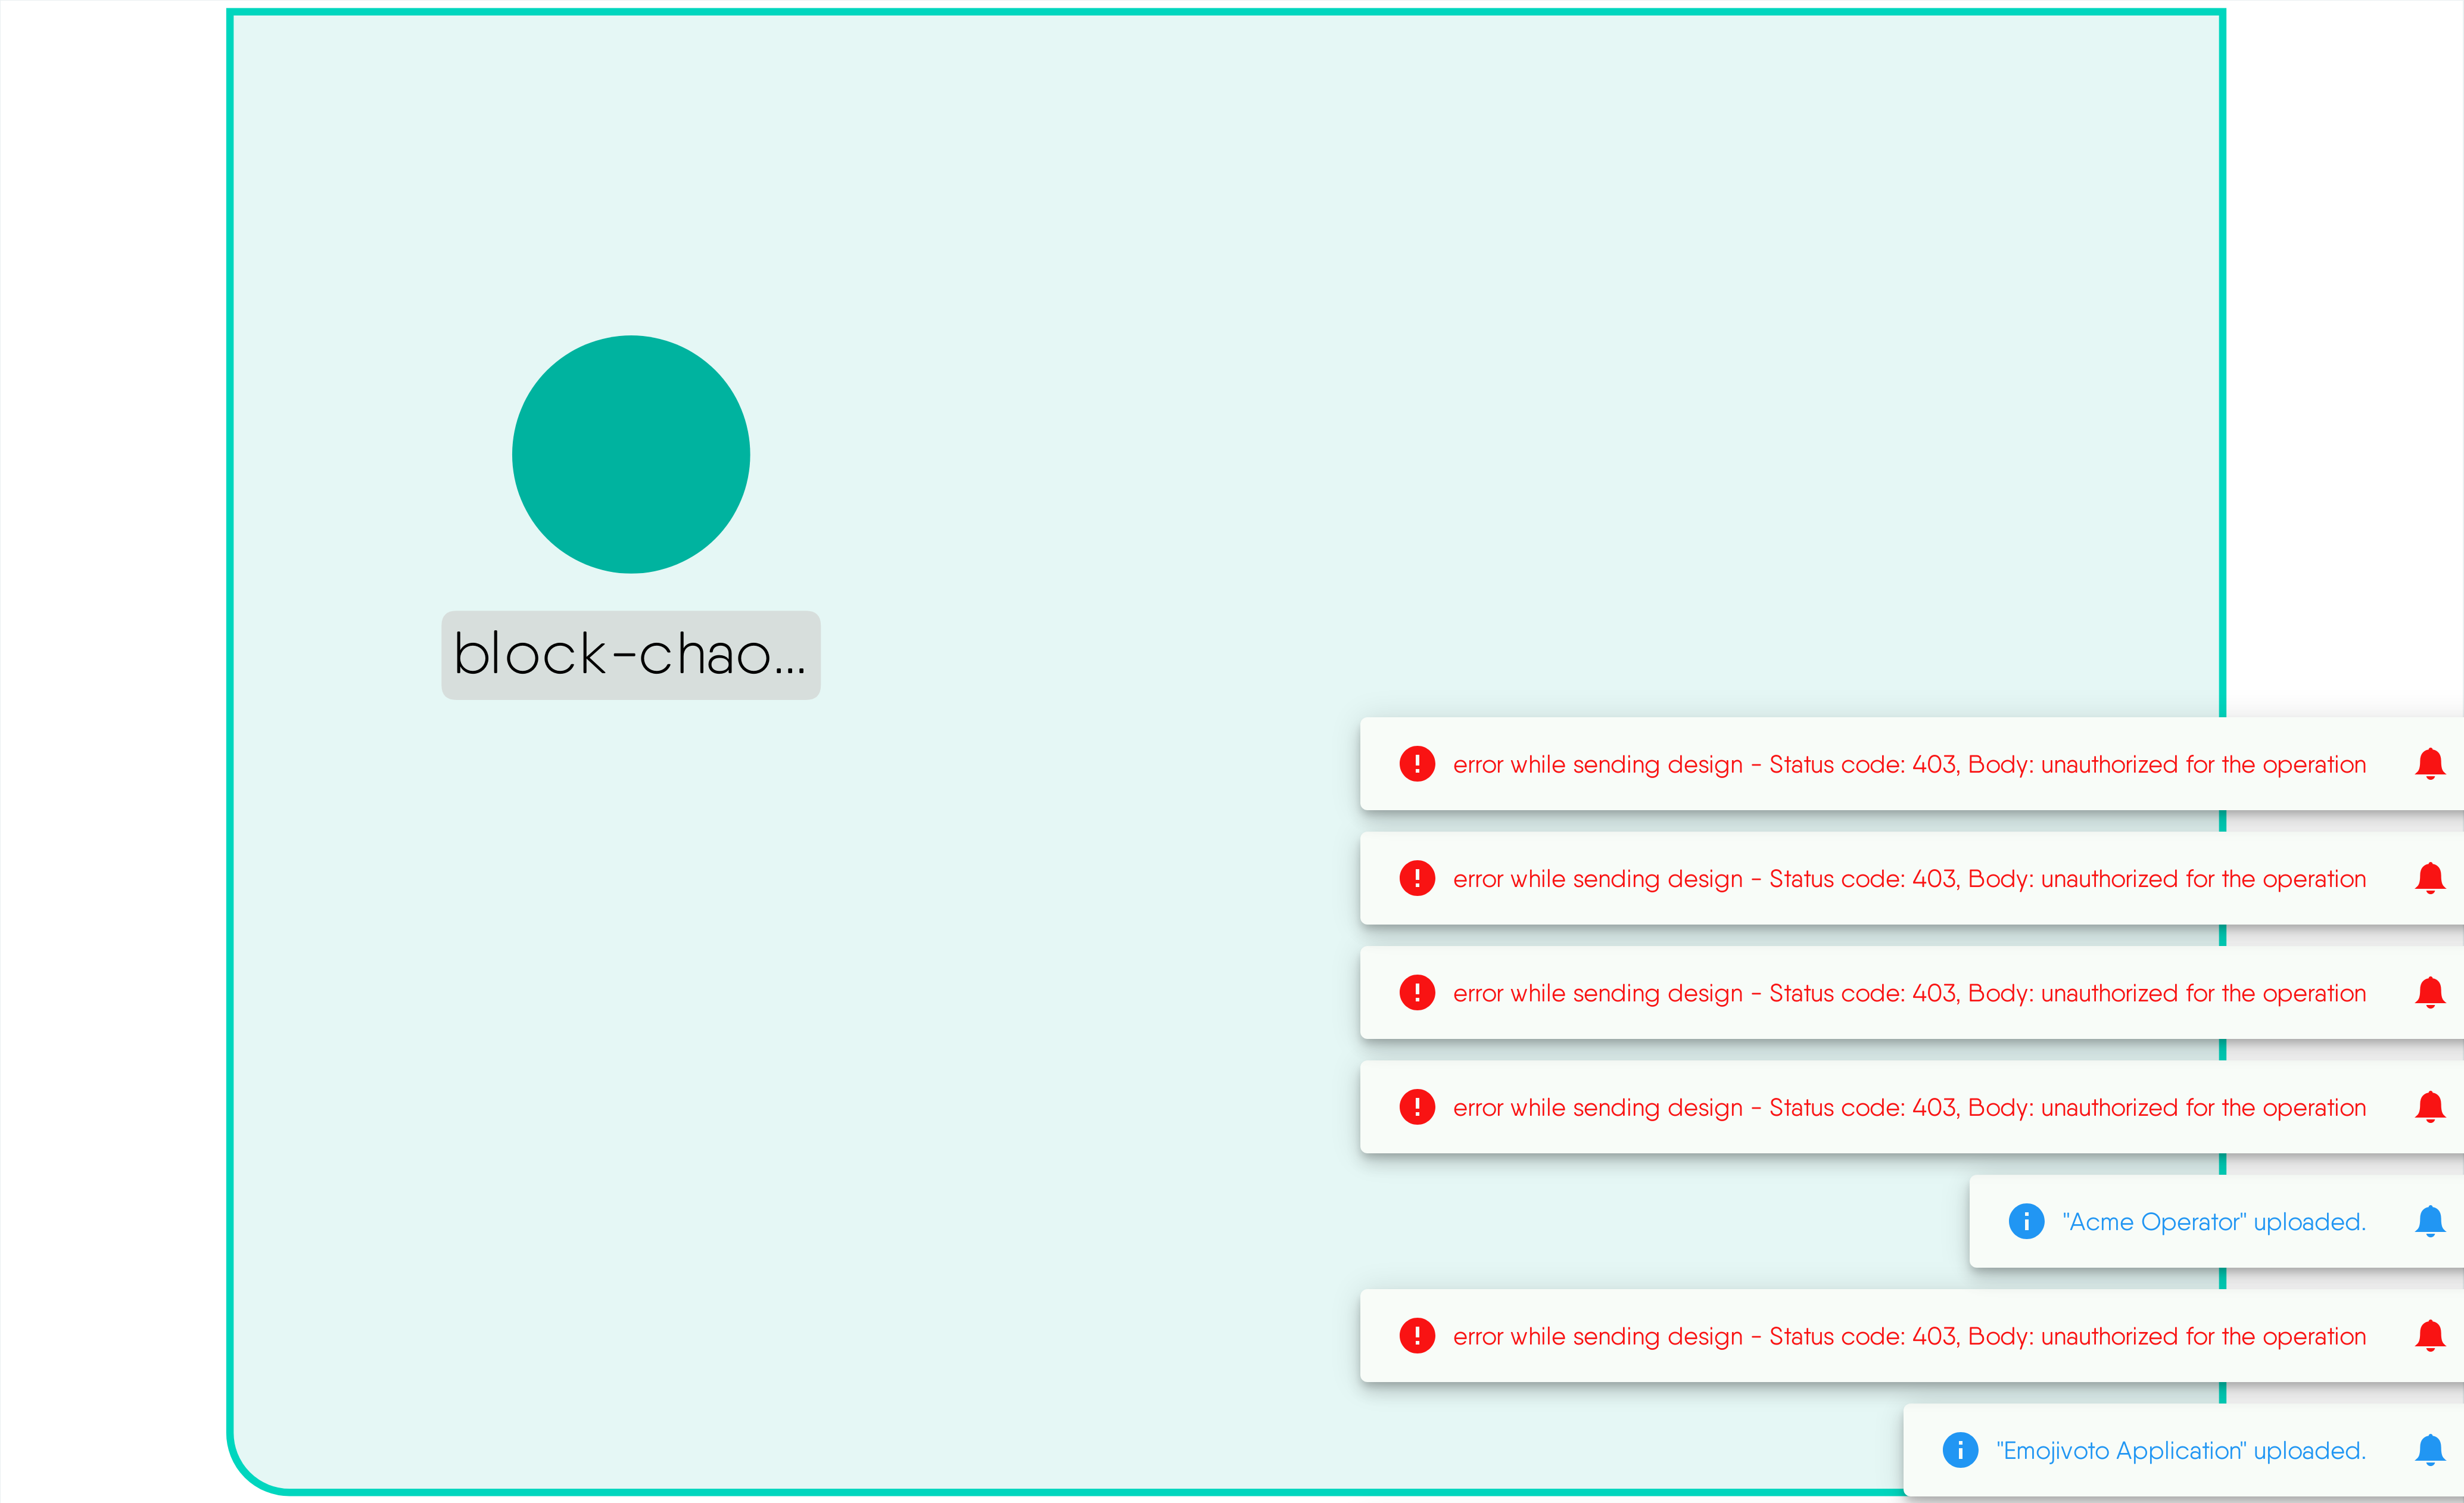 block-chao...
error while sending design - Status code: 403, Body: unauthorized for the operation
error while sending design - Status code: 403, Body: unauthorized for the operation
error while sending design - Status code: 403, Body: unauthorized for the operation
error while sending design - Status code: 403, Body: unauthorized for the operation
"Acme Operator" uploaded.
error while sending design - Status code: 403, Body: unauthorized for the operation
"Emojivoto Application" uploaded.